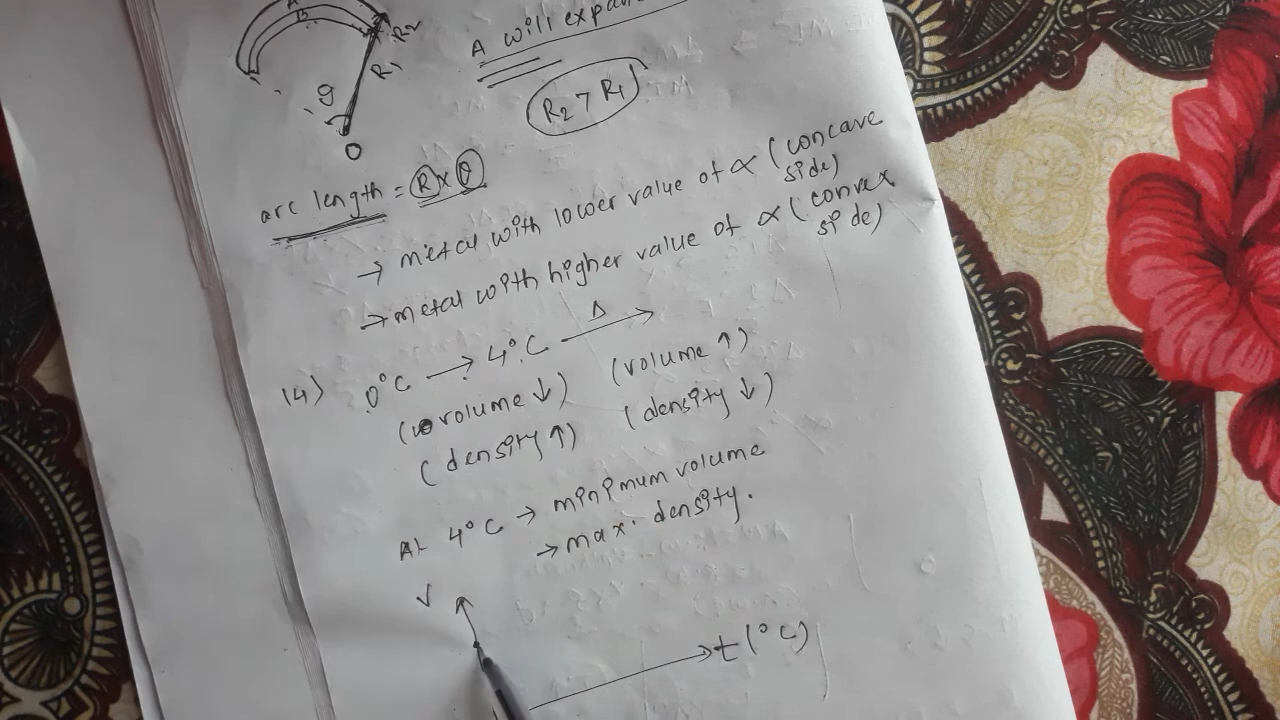 A
B
R2
R1
θ
O
A will
R2 > R1
arc length = R × θ
→ metal with lower value of α (concave side)
→ metal with higher value of α (convex side)
(4) 0°C → 4°C Δ→
(volume ↓) (volume ↑)
(density ↑) (density ↓)
At 4°C → minimum volume
→ max. density.
V
t (°C)